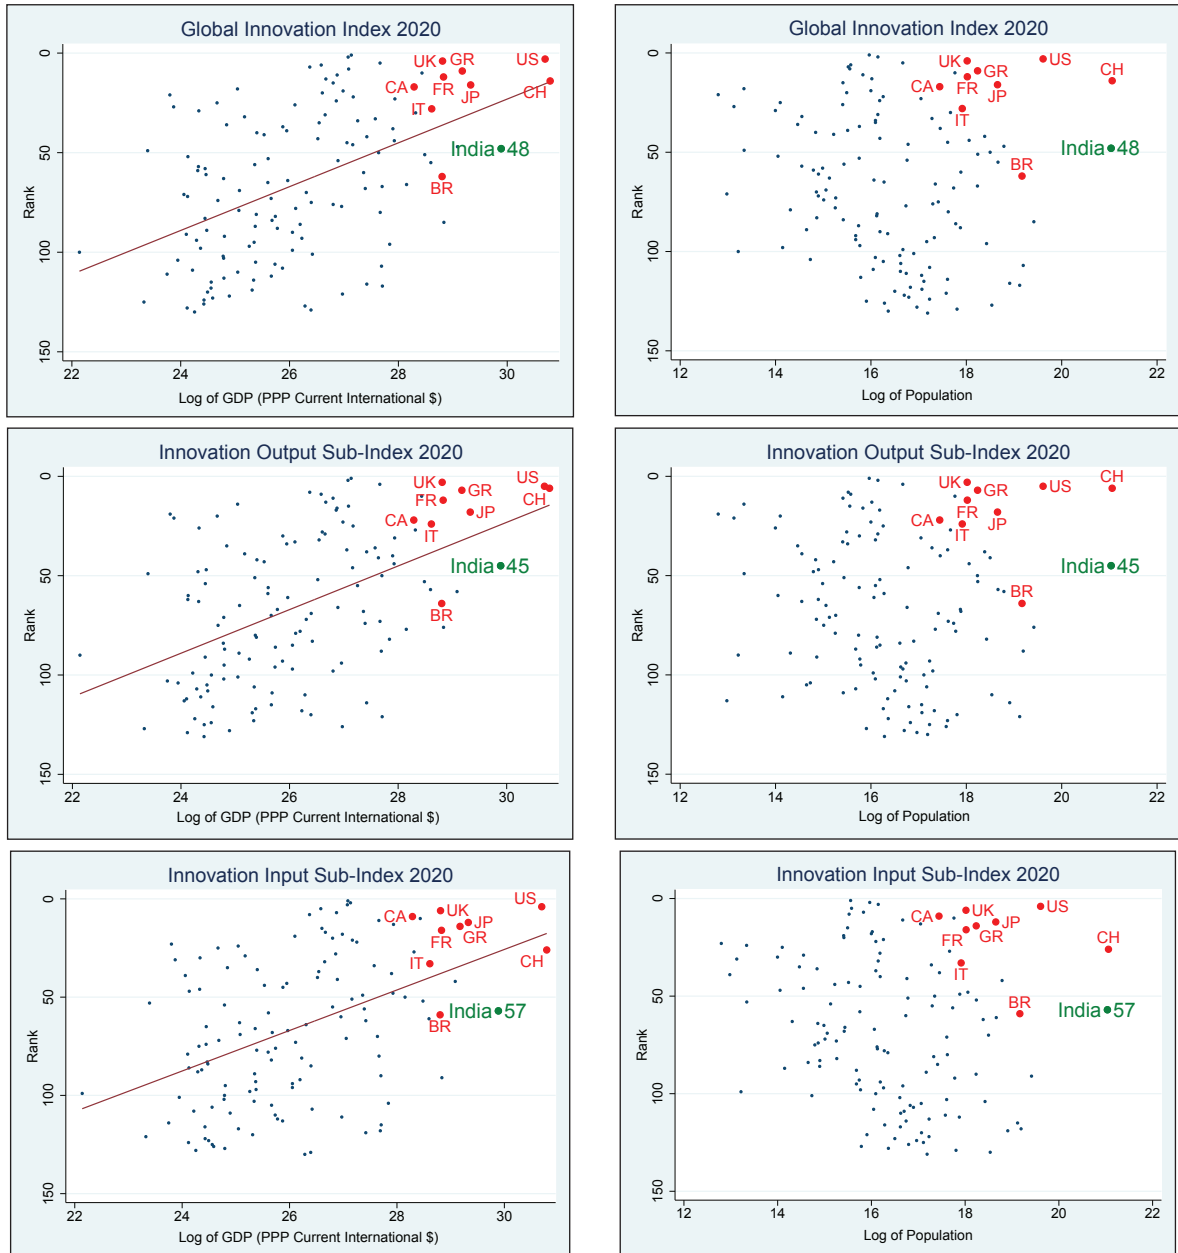 Global Innovation Index 2020
Rank
0
50
100
150
UK
GR
US
CA
FR
JP
CH
IT
India 48
BR
22
24
26
28
30
Log of GDP (PPP Current International $)
Global Innovation Index 2020
Rank
0
50
100
150
UK
GR
US
CA
FR
JP
CH
IT
India 48
BR
12
14
16
18
20
22
Log of Population
Innovation Output Sub-Index 2020
Rank
0
50
100
150
UK
GR
US
FR
CH
CA
IT
JP
India 45
BR
22
24
26
28
30
Log of GDP (PPP Current International $)
Innovation Output Sub-Index 2020
Rank
0
50
100
150
UK
GR
US
CH
CA
FR
JP
IT
India 45
BR
12
14
16
18
20
22
Log of Population
Innovation Input Sub-Index 2020
Rank
0
50
100
150
CA
UK
JP
US
FR
GR
IT
CH
India 57
BR
22
24
26
28
30
Log of GDP (PPP Current International $)
Innovation Input Sub-Index 2020
Rank
0
50
100
150
CA
UK
JP
US
FR
GR
CH
IT
India 57
BR
12
14
16
18
20
22
Log of Population